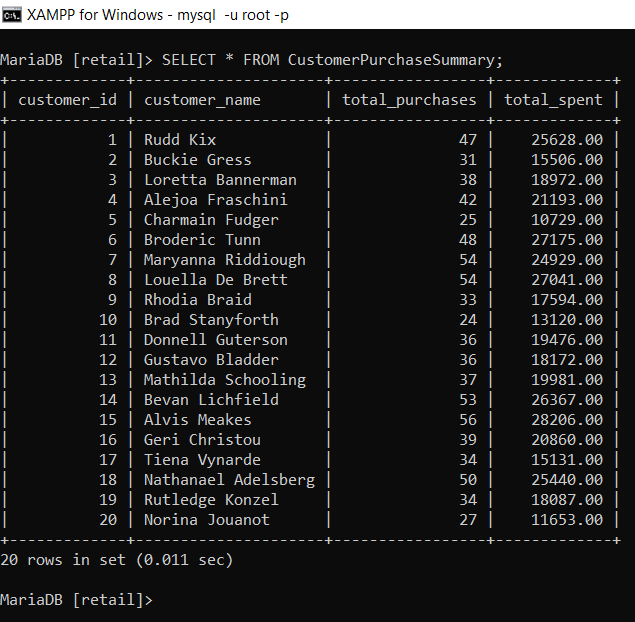 XAMPP for Windows - mysql -u root -p
MariaDB [retail]> SELECT * FROM CustomerPurchaseSummary;
+-------------+---------------------+-----------------+-------------+
| customer_id | customer_name       | total_purchases | total_spent |
+-------------+---------------------+-----------------+-------------+
|           1 | Rudd Kix            |              47 |    25628.00 |
|           2 | Buckie Gress        |              31 |    15506.00 |
|           3 | Loretta Bannerman   |              38 |    18972.00 |
|           4 | Alejoa Fraschini    |              42 |    21193.00 |
|           5 | Charmain Fudger     |              25 |    10729.00 |
|           6 | Broderic Tunn       |              48 |    27175.00 |
|           7 | Maryanna Riddiough  |              54 |    24929.00 |
|           8 | Louella De Brett    |              54 |    27041.00 |
|           9 | Rhodia Braid        |              33 |    17594.00 |
|          10 | Brad Stanyforth     |              24 |    13120.00 |
|          11 | Donnell Guterson    |              36 |    19476.00 |
|          12 | Gustavo Bladder     |              36 |    18172.00 |
|          13 | Mathilda Schooling  |              37 |    19981.00 |
|          14 | Bevan Lichfield     |              53 |    26367.00 |
|          15 | Alvis Meakes        |              56 |    28206.00 |
|          16 | Geri Christou       |              39 |    20860.00 |
|          17 | Tiena Vynarde       |              34 |    15131.00 |
|          18 | Nathanael Adelsberg |              50 |    25440.00 |
|          19 | Rutledge Konzel     |              34 |    18087.00 |
|          20 | Norina Jouanot      |              27 |    11653.00 |
+-------------+---------------------+-----------------+-------------+
20 rows in set (0.011 sec)
MariaDB [retail]>